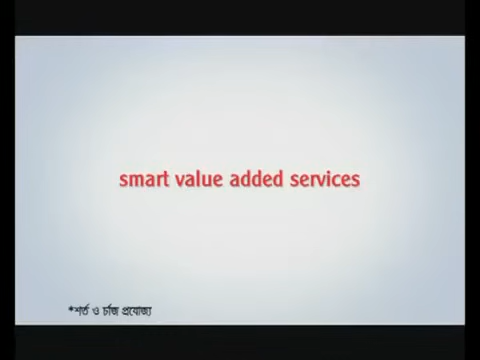 smart value added services
*শর্ত ও র্চাজ প্রযোজ্য